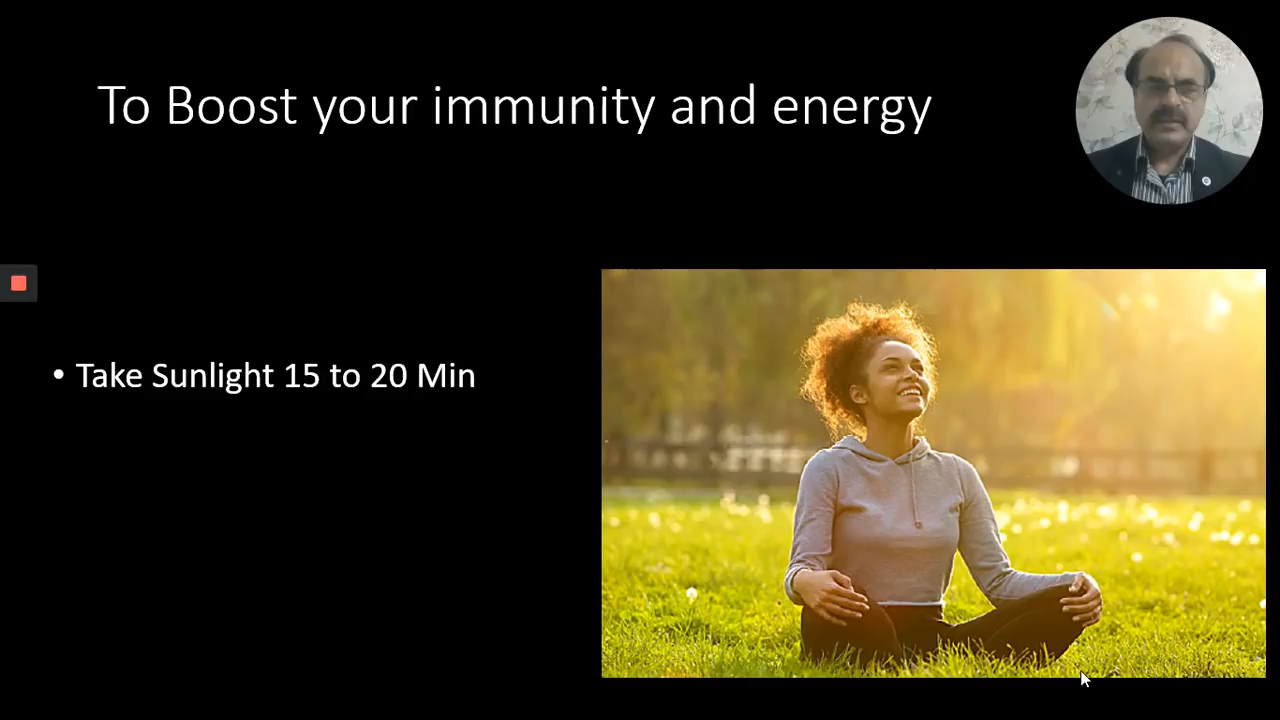 To Boost your immunity and energy
• Take Sunlight 15 to 20 Min